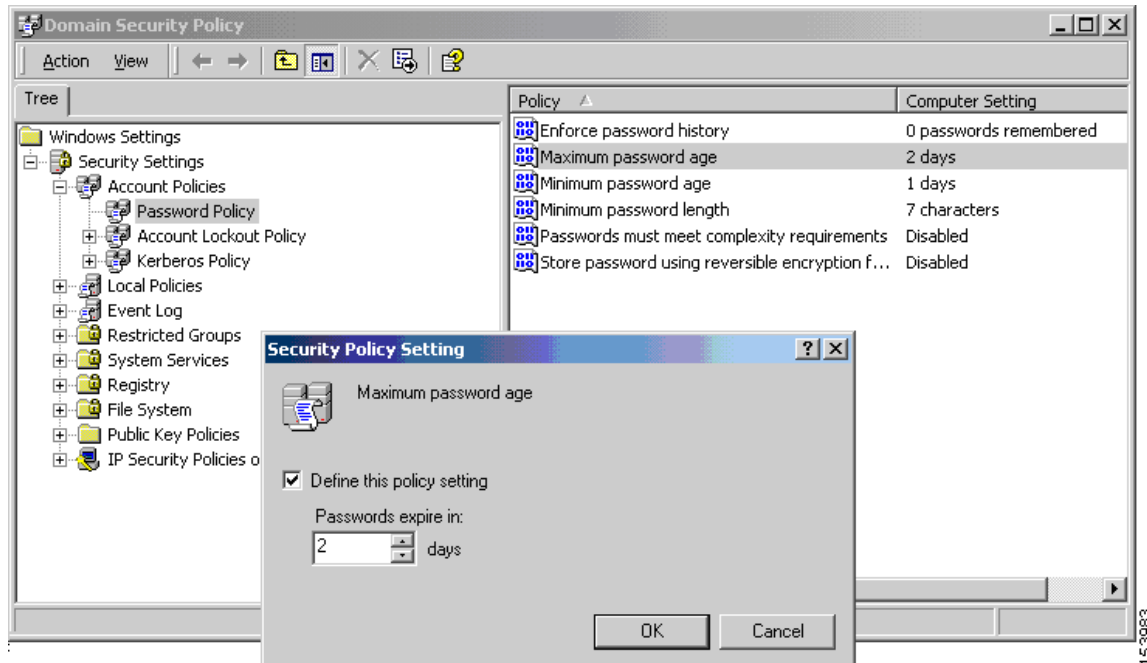 Domain Security Policy
Action View
Tree
Policy Computer Setting
Windows Settings
Security Settings
Account Policies
Password Policy
Account Lockout Policy
Kerberos Policy
Local Policies
Event Log
Restricted Groups
System Services
Registry
File System
Public Key Policies
IP Security Policies o
Enforce password history 0 passwords remembered
Maximum password age 2 days
Minimum password age 1 days
Minimum password length 7 characters
Passwords must meet complexity requirements Disabled
Store password using reversible encryption f... Disabled
Security Policy Setting
Maximum password age
Define this policy setting
Passwords expire in:
2 days
OK Cancel
153983